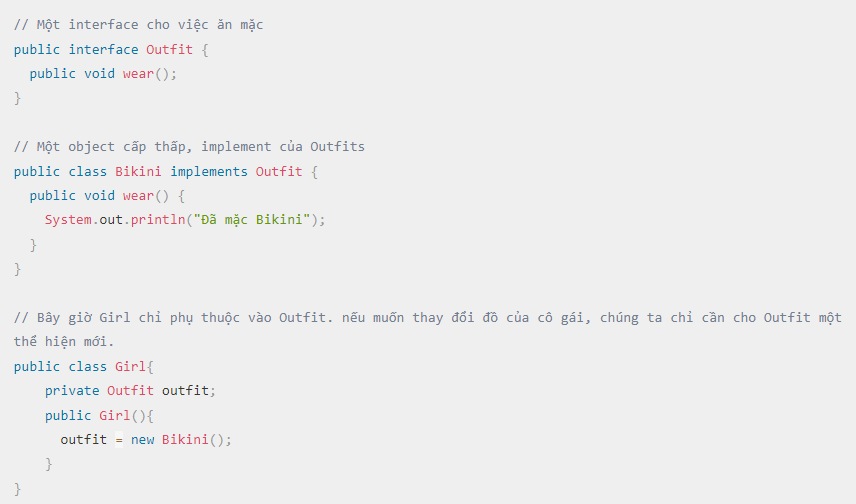 // Một interface cho việc ăn mặc
public interface Outfit {
  public void wear();
}

// Một object cấp thấp, implement của Outfits
public class Bikini implements Outfit {
  public void wear() {
    System.out.println("Đã mặc Bikini");
  }
}

// Bây giờ Girl chỉ phụ thuộc vào Outfit. nếu muốn thay đổi đồ của cô gái, chúng ta chỉ cần cho Outfit một
thể hiện mới.
public class Girl{
    private Outfit outfit;
    public Girl(){
      outfit = new Bikini();
    }
}